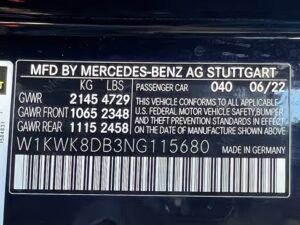 MFD BY MERCEDES-BENZ AG STUTTGART
KG LBS
PASSENGER CAR 040 06/22
GVWR 2145 4729
GAWR FRONT 1065 2348
GAWR REAR 1115 2458
THIS VEHICLE CONFORMS TO ALL APPLICABLE
U.S. FEDERAL MOTOR VEHICLE
SAFETY, BUMPER, AND THEFT PREVENTION
STANDARDS IN EFFECT ON THE DATE OF
MANUFACTURE SHOWN ABOVE.
W1KWK8DB3NG115680
MADE IN GERMANY